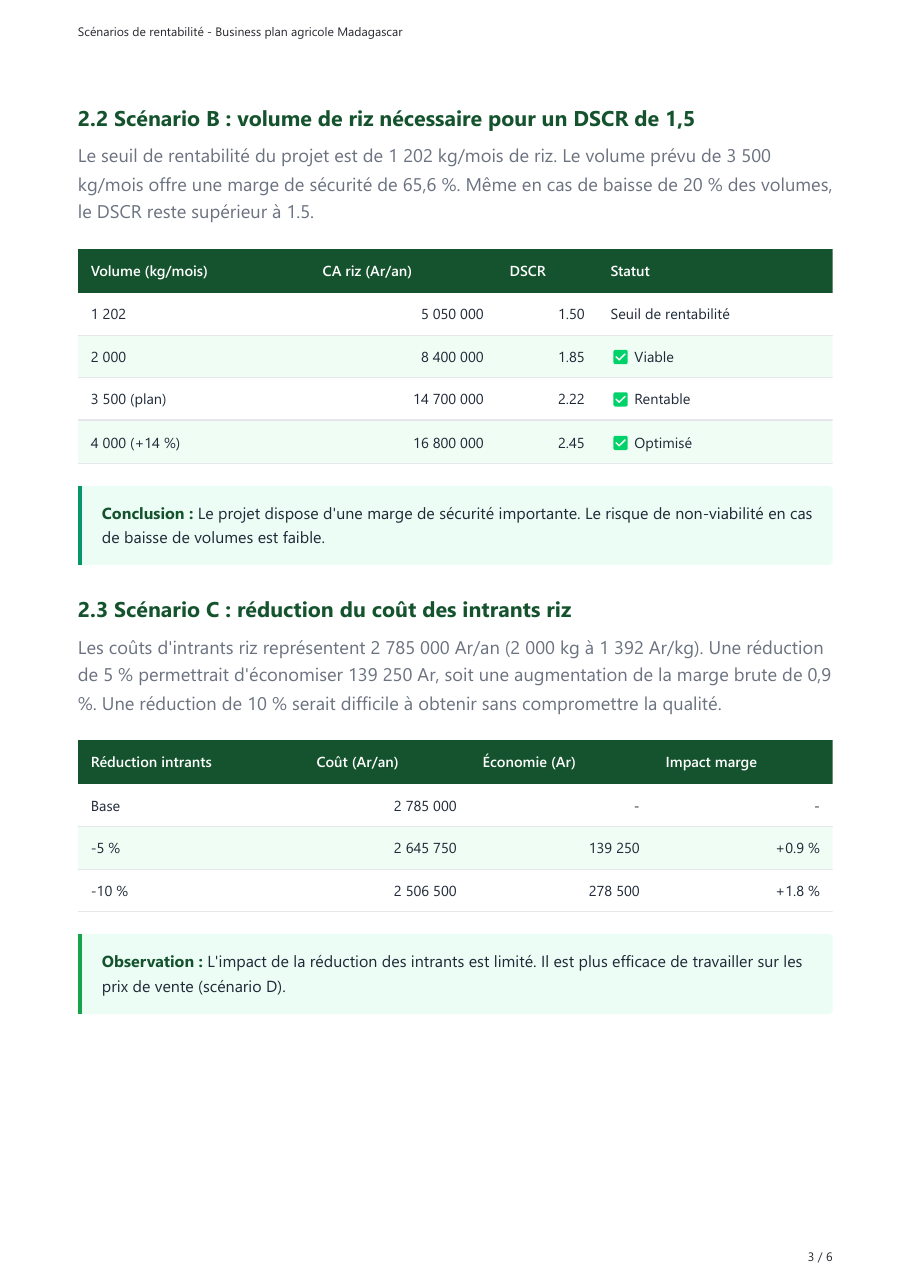 Scénarios de rentabilité - Business plan agricole Madagascar
2.2 Scénario B : volume de riz nécessaire pour un DSCR de 1,5
Le seuil de rentabilité du projet est de 1 202 kg/mois de riz. Le volume prévu de 3 500
kg/mois offre une marge de sécurité de 65,6 %. Même en cas de baisse de 20 % des volumes,
le DSCR reste supérieur à 1.5.
Volume (kg/mois) CA riz (Ar/an) DSCR Statut
1 202 5 050 000 1.50 Seuil de rentabilité
2 000 8 400 000 1.85 ✅ Viable
3 500 (plan) 14 700 000 2.22 ✅ Rentable
4 000 (+14 %) 16 800 000 2.45 ✅ Optimisé
Conclusion : Le projet dispose d'une marge de sécurité importante. Le risque de non-viabilité en cas
de baisse de volumes est faible.
2.3 Scénario C : réduction du coût des intrants riz
Les coûts d'intrants riz représentent 2 785 000 Ar/an (2 000 kg à 1 392 Ar/kg). Une réduction
de 5 % permettrait d'économiser 139 250 Ar, soit une augmentation de la marge brute de 0,9
%. Une réduction de 10 % serait difficile à obtenir sans compromettre la qualité.
Réduction intrants Coût (Ar/an) Économie (Ar) Impact marge
Base 2 785 000 - -
-5 % 2 645 750 139 250 +0.9 %
-10 % 2 506 500 278 500 +1.8 %
Observation : L'impact de la réduction des intrants est limité. Il est plus efficace de travailler sur les
prix de vente (scénario D).
3 / 6